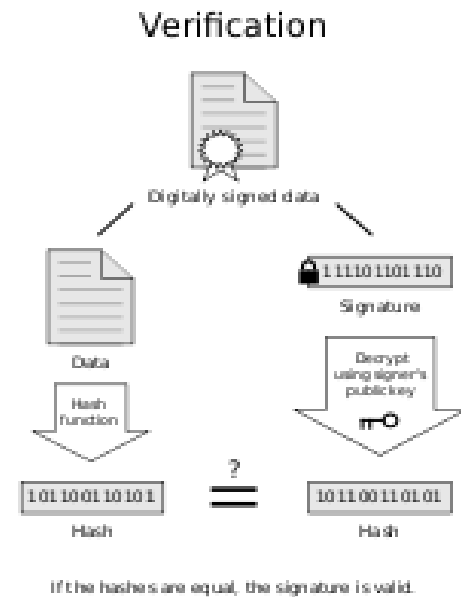 Verification
Digitally signed data
111101101110
Signature
Data
Decrypt
using signer's
public key
Hash
function
?
101100110101
Hash
=
101100110101
Hash
If the hashes are equal, the signature is valid.